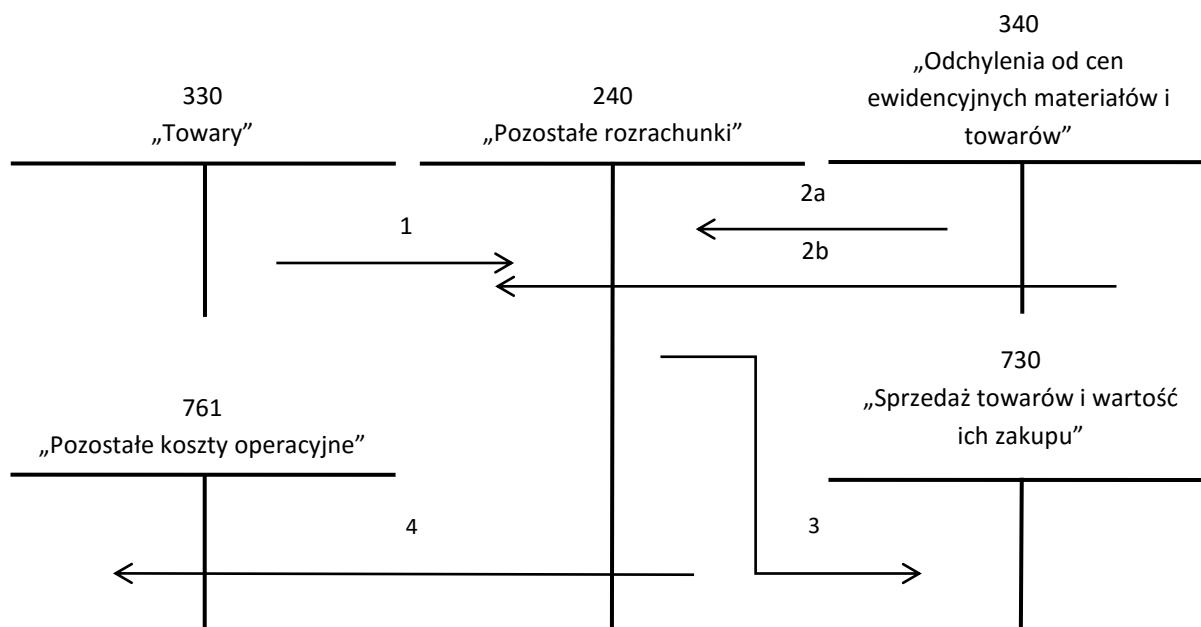 340
„Odchylenia od cen
ewidencyjnych materiałów i
towarów”
330
„Towary”
240
„Pozostałe rozrachunki”
2a
1
2b
730
„Sprzedaż towarów i wartość
ich zakupu”
761
„Pozostałe koszty operacyjne”
4
3